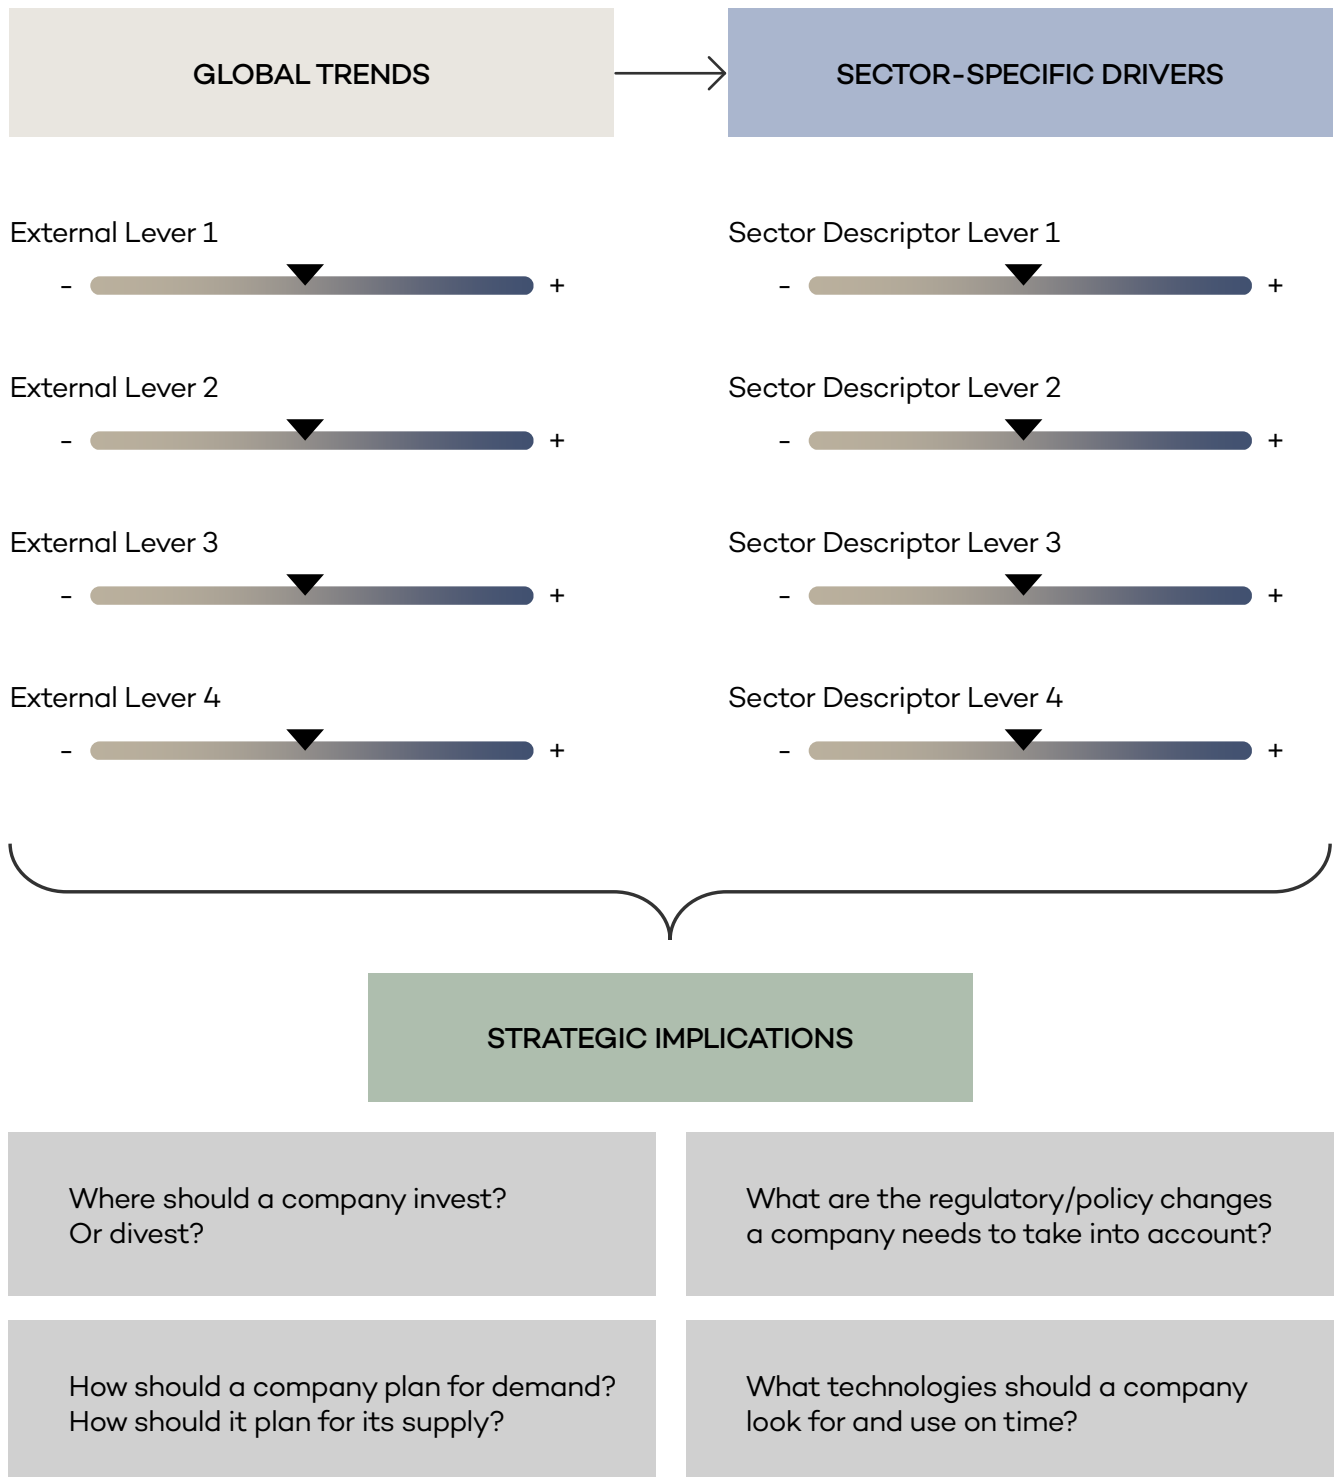 GLOBAL TRENDS
SECTOR-SPECIFIC DRIVERS
External Lever 1
- +
External Lever 2
- +
External Lever 3
- +
External Lever 4
- +
Sector Descriptor Lever 1
- +
Sector Descriptor Lever 2
- +
Sector Descriptor Lever 3
- +
Sector Descriptor Lever 4
- +
STRATEGIC IMPLICATIONS
Where should a company invest?
Or divest?
What are the regulatory/policy changes
a company needs to take into account?
How should a company plan for demand?
How should it plan for its supply?
What technologies should a company
look for and use on time?